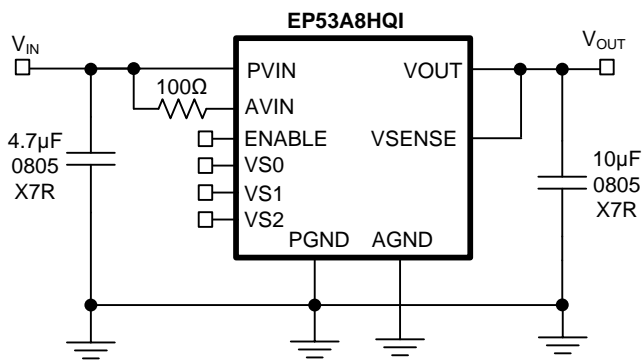 EP53A8HQI
VIN
VOUT
PVIN
VOUT
100Ω
AVIN
4.7µF
0805
X7R
ENABLE
VSENSE
VS0
VS1
VS2
10µF
0805
X7R
PGND
AGND